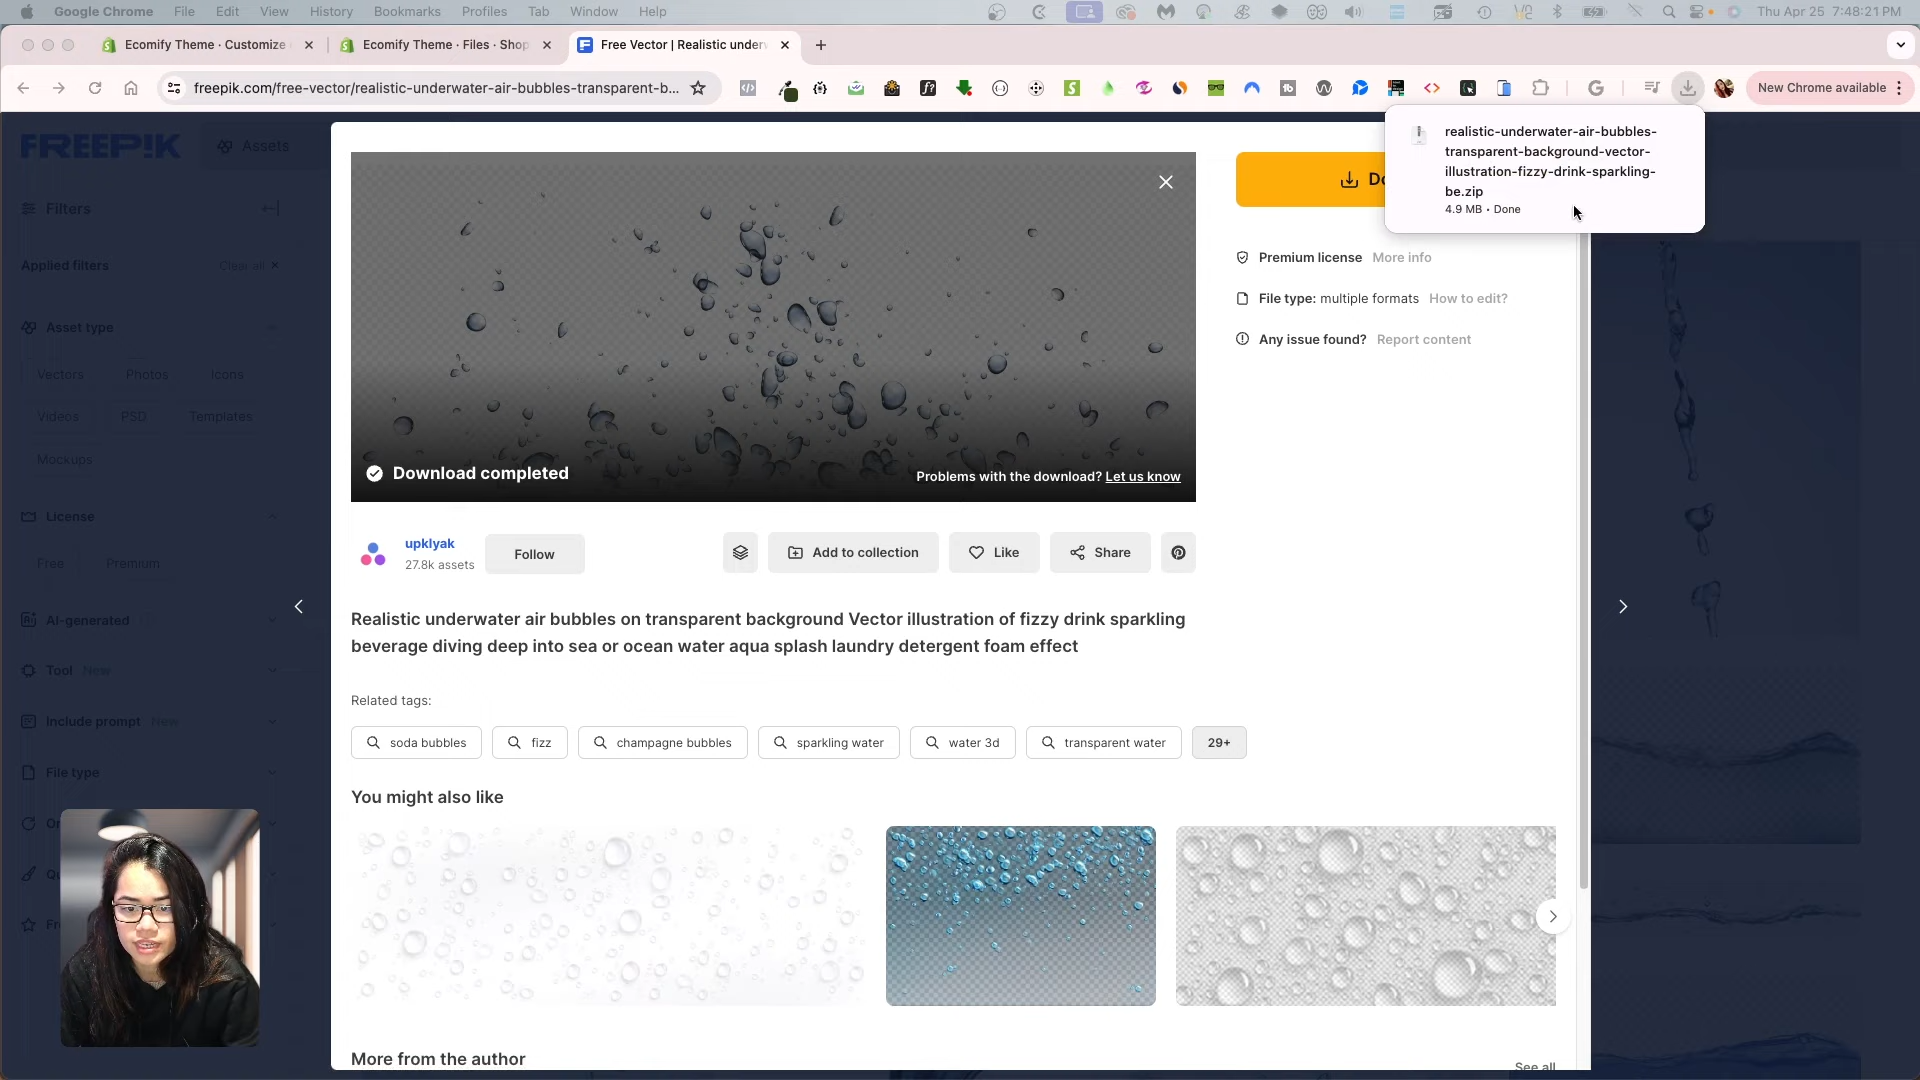 Google Chrome File Edit View History Bookmarks Profiles Tab Window Help Thu Apr 25 7:48:21 PM
Ecomify Theme · Customize Ecomify Theme · Files · Shop Free Vector | Realistic underw
freepik.com/free-vector/realistic-underwater-air-bubbles-transparent-b... New Chrome available
FREEPIK Assets
realistic-underwater-air-bubbles-
transparent-background-vector-
illustration-fizzy-drink-sparkling-
be.zip
4.9 MB • Done
Filters
Applied filters Clear all
Asset type
Vectors Photos Icons
Videos PSD Templates
Mockups
License
Free Premium
AI-generated
Tool New
Include prompt New
File type
Premium license More info
File type: multiple formats How to edit?
Any issue found? Report content
Download completed
Problems with the download? Let us know
upklyak
27.8k assets
Follow
Add to collection Like Share
Realistic underwater air bubbles on transparent background Vector illustration of fizzy drink sparkling
beverage diving deep into sea or ocean water aqua splash laundry detergent foam effect
Related tags:
soda bubbles fizz champagne bubbles sparkling water water 3d transparent water 29+
You might also like
More from the author
See all